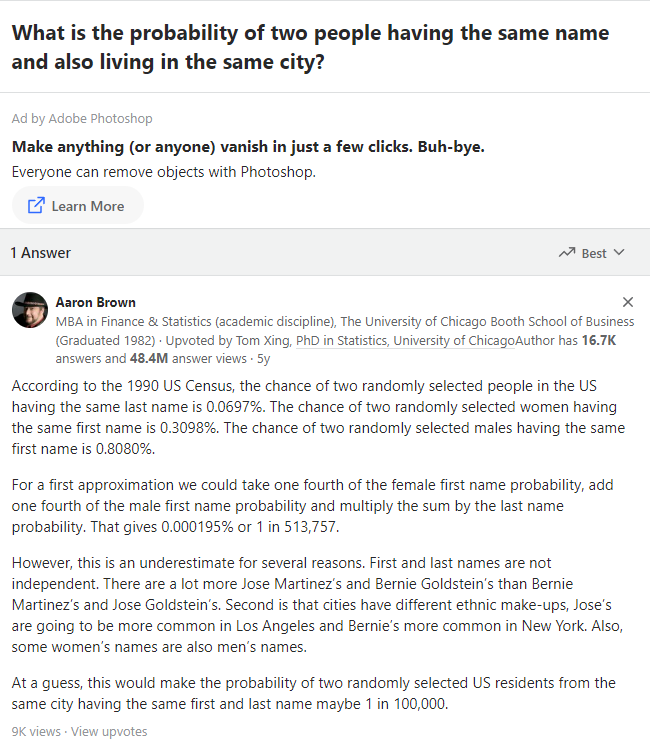 What is the probability of two people having the same name
and also living in the same city?
Ad by Adobe Photoshop
Make anything (or anyone) vanish in just a few clicks. Buh-bye.
Everyone can remove objects with Photoshop.
Learn More
1 Answer
Best
Aaron Brown
MBA in Finance & Statistics (academic discipline), The University of Chicago Booth School of Business
(Graduated 1982) · Upvoted by Tom Xing, PhD in Statistics, University of ChicagoAuthor has 16.7K
answers and 48.4M answer views · 5y
According to the 1990 US Census, the chance of two randomly selected people in the US
having the same last name is 0.0697%. The chance of two randomly selected women having
the same first name is 0.3098%. The chance of two randomly selected males having the same
first name is 0.8080%.
For a first approximation we could take one fourth of the female first name probability, add
one fourth of the male first name probability and multiply the sum by the last name
probability. That gives 0.000195% or 1 in 513,757.
However, this is an underestimate for several reasons. First and last names are not
independent. There are a lot more Jose Martinez's and Bernie Goldstein's than Bernie
Martinez's and Jose Goldstein's. Second is that cities have different ethnic make-ups, Jose's
are going to be more common in Los Angeles and Bernie's more common in New York. Also,
some women's names are also men's names.
At a guess, this would make the probability of two randomly selected US residents from the
same city having the same first and last name maybe 1 in 100,000.
9K views · View upvotes